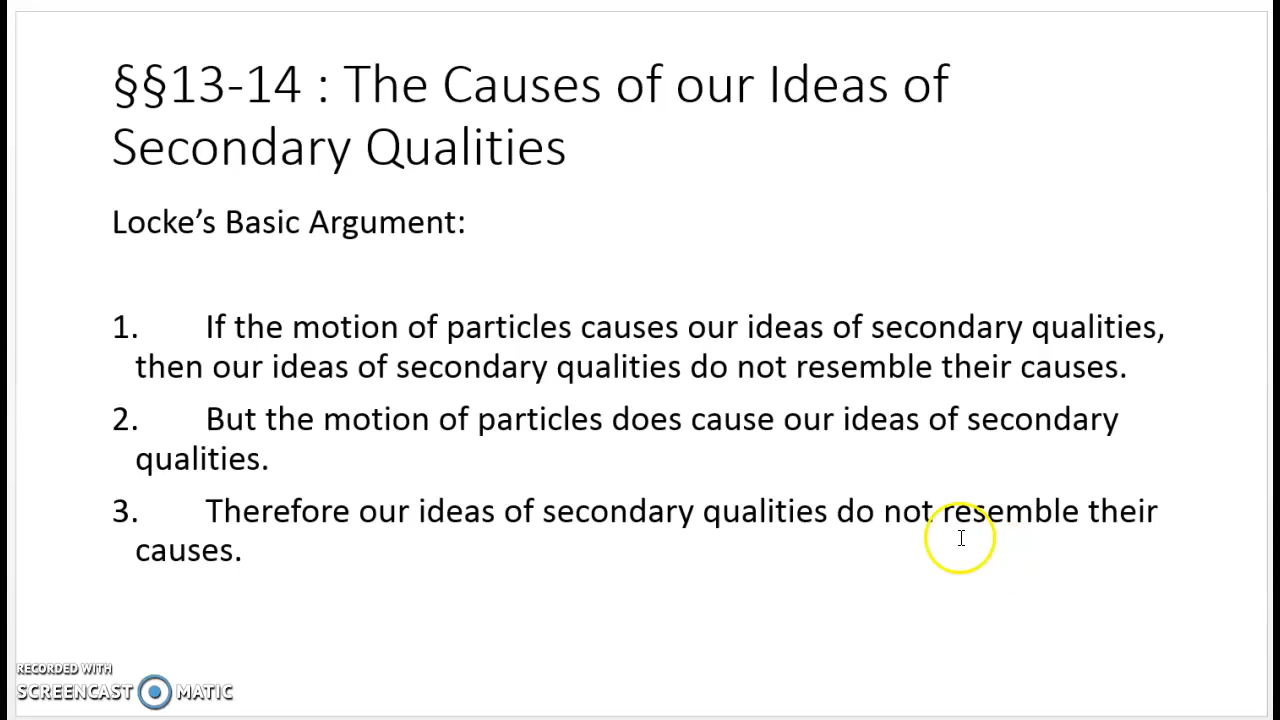 §§13-14 : The Causes of our Ideas of
Secondary Qualities
Locke’s Basic Argument:
1. If the motion of particles causes our ideas of secondary qualities,
then our ideas of secondary qualities do not resemble their causes.
2. But the motion of particles does cause our ideas of secondary
qualities.
3. Therefore our ideas of secondary qualities do not resemble their
causes.
RECORDED WITH
SCREENCAST MATIC